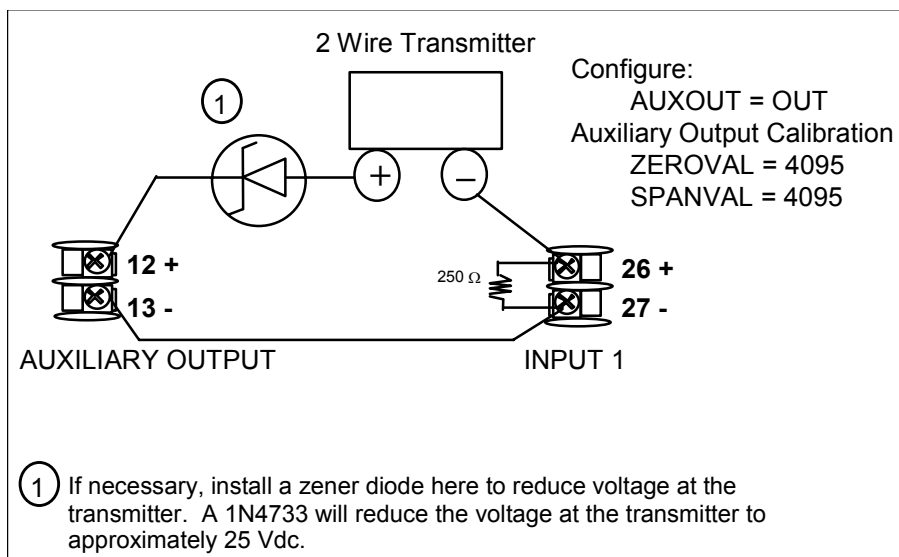 2 Wire Transmitter
Configure:
AUXOUT = OUT
Auxiliary Output Calibration
ZEROVAL = 4095
SPANVAL = 4095
1
+
−
12 +
13 -
250 Ω
26 +
27 -
AUXILIARY OUTPUT
INPUT 1
1 If necessary, install a zener diode here to reduce voltage at the
transmitter. A 1N4733 will reduce the voltage at the transmitter to
approximately 25 Vdc.